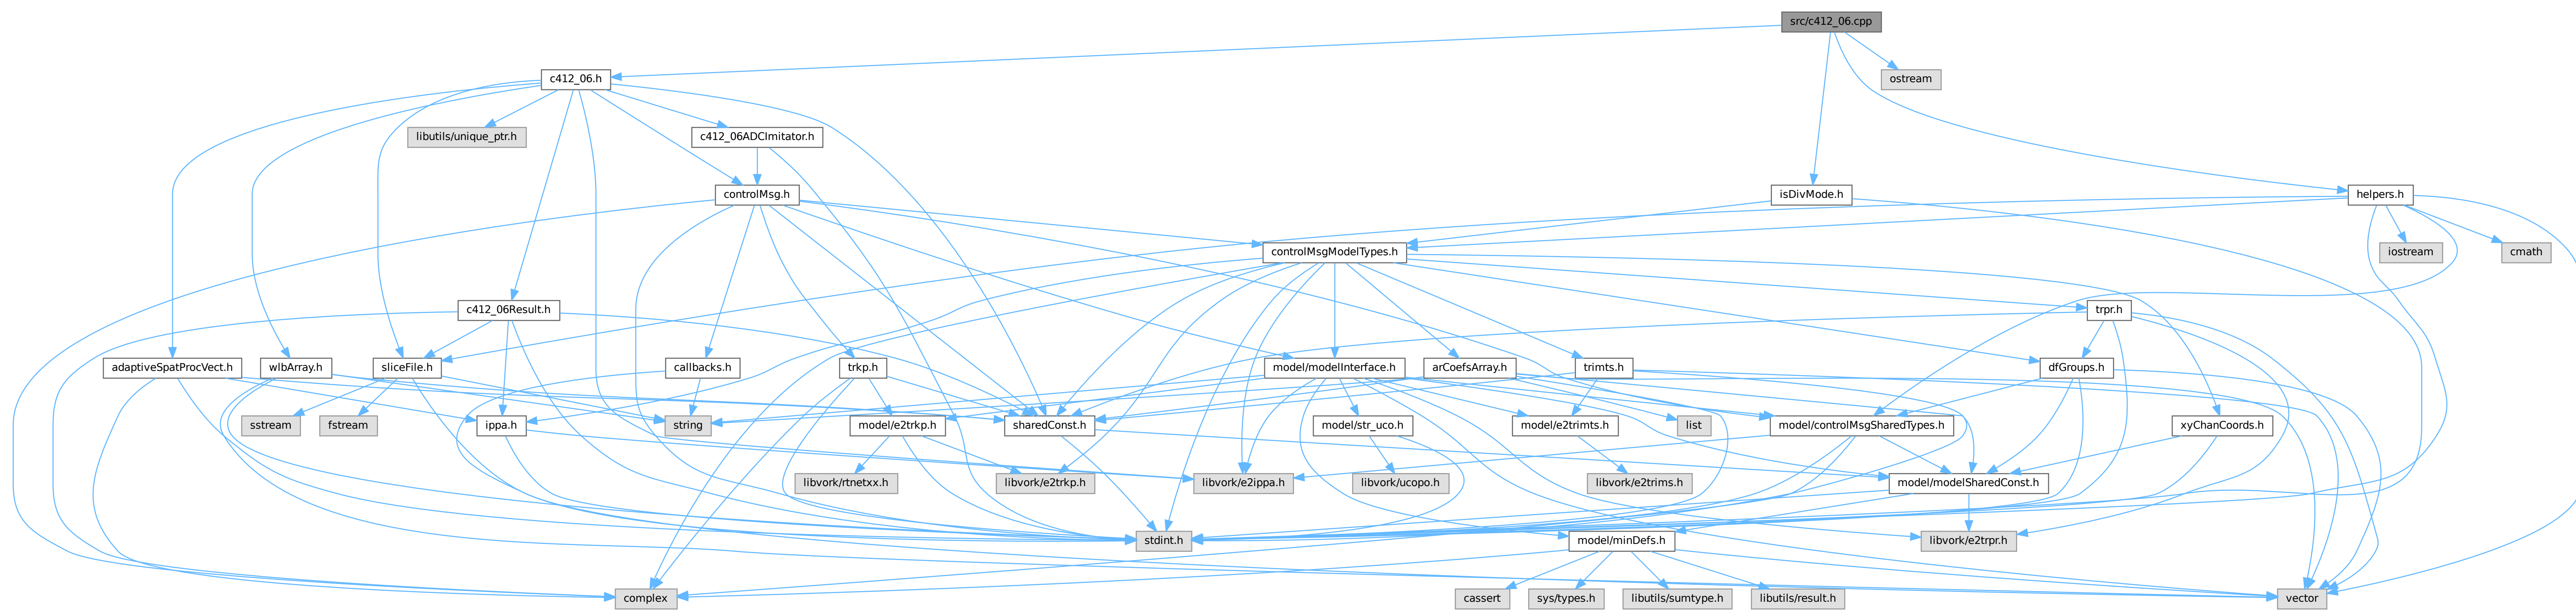 src/c412_06.cpp
c412_06.h
ostream
libutils/unique_ptr.h
c412_06ADCImitator.h
controlMsg.h
isDivMode.h
helpers.h
controlMsgModelTypes.h
iostream
cmath
c412_06Result.h
trpr.h
adaptiveSpatProcVect.h
wlbArray.h
sliceFile.h
callbacks.h
trkp.h
model/modelInterface.h
arCoefsArray.h
trimts.h
dfGroups.h
sstream
fstream
ippa.h
string
model/e2trkp.h
sharedConst.h
model/str_uco.h
model/e2trimts.h
list
model/controlMsgSharedTypes.h
xyChanCoords.h
libvork/rtnetxx.h
libvork/e2trkp.h
libvork/e2ippa.h
libvork/ucopo.h
libvork/e2trims.h
model/modelSharedConst.h
stdint.h
model/minDefs.h
libvork/e2trpr.h
complex
cassert
sys/types.h
libutils/sumtype.h
libutils/result.h
vector